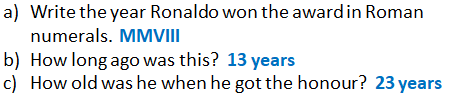 a) Write the year Ronaldo won the award in Roman
numerals. MMVIII
b) How long ago was this? 13 years
c) How old was he when he got the honour? 23 years